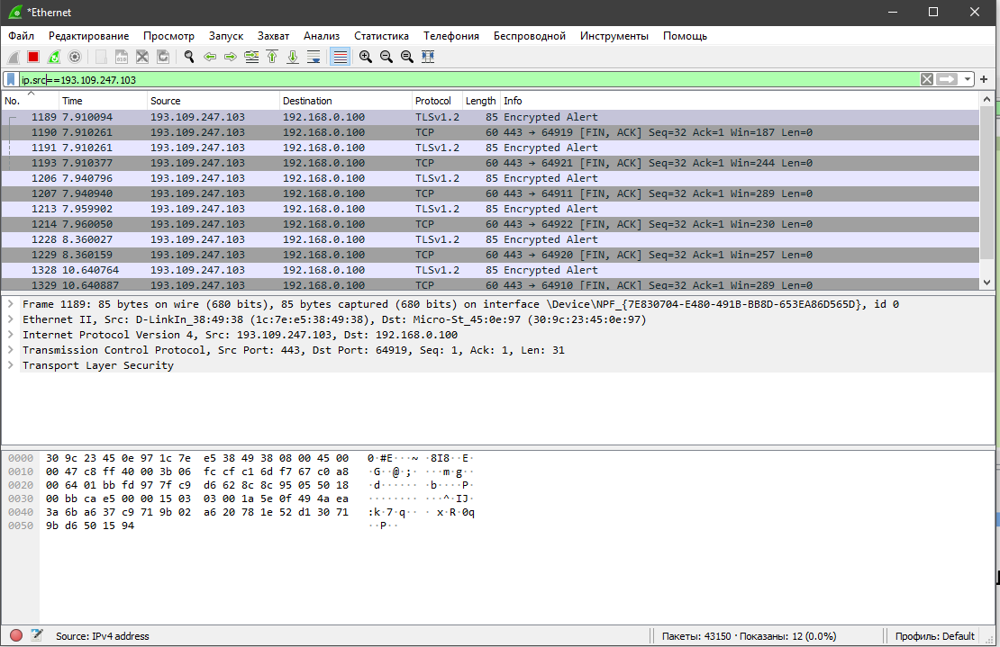 *Ethernet
Файл Редактирование Просмотр Запуск Захват Анализ Статистика Телефония Беспроводной Инструменты Помощь
ip.src==193.109.247.103
No. Time Source Destination Protocol Length Info
1189 7.910094 193.109.247.103 192.168.0.100 TLSv1.2 85 Encrypted Alert
1190 7.910261 193.109.247.103 192.168.0.100 TCP 60 443 → 64919 [FIN, ACK] Seq=32 Ack=1 Win=187 Len=0
1191 7.910261 193.109.247.103 192.168.0.100 TLSv1.2 85 Encrypted Alert
1193 7.910377 193.109.247.103 192.168.0.100 TCP 60 443 → 64921 [FIN, ACK] Seq=32 Ack=1 Win=244 Len=0
1206 7.940796 193.109.247.103 192.168.0.100 TLSv1.2 85 Encrypted Alert
1207 7.940940 193.109.247.103 192.168.0.100 TCP 60 443 → 64911 [FIN, ACK] Seq=32 Ack=1 Win=289 Len=0
1213 7.959902 193.109.247.103 192.168.0.100 TLSv1.2 85 Encrypted Alert
1214 7.960050 193.109.247.103 192.168.0.100 TCP 60 443 → 64922 [FIN, ACK] Seq=32 Ack=1 Win=230 Len=0
1228 8.360027 193.109.247.103 192.168.0.100 TLSv1.2 85 Encrypted Alert
1229 8.360159 193.109.247.103 192.168.0.100 TCP 60 443 → 64920 [FIN, ACK] Seq=32 Ack=1 Win=257 Len=0
1328 10.640764 193.109.247.103 192.168.0.100 TLSv1.2 85 Encrypted Alert
1329 10.640887 193.109.247.103 192.168.0.100 TCP 60 443 → 64910 [FIN, ACK] Seq=32 Ack=1 Win=289 Len=0
Frame 1189: 85 bytes on wire (680 bits), 85 bytes captured (680 bits) on interface \Device\NPF_{7E830704-E480-491B-BB8D-653EA86D565D}, id 0
Ethernet II, Src: D-LinkIn_38:49:38 (1c:7e:e5:38:49:38), Dst: Micro-St_45:0e:97 (30:9c:23:45:0e:97)
Internet Protocol Version 4, Src: 193.109.247.103, Dst: 192.168.0.100
Transmission Control Protocol, Src Port: 443, Dst Port: 64919, Seq: 1, Ack: 1, Len: 31
Transport Layer Security
0000 30 9c 23 45 0e 97 1c 7e e5 38 49 38 08 00 45 00 0·#E···~ ·8I8··E·
0010 00 47 c8 ff 40 00 3b 06 fc cf c1 6d f7 67 c0 a8 ·G··@·;· ···m·g··
0020 00 64 01 bb fd 97 7f c9 d6 62 8c 8c 95 05 50 18 ·d······ ·b····P·
0030 00 bb ca e5 00 00 15 03 03 00 1a 5e 0f 49 4a ea ········ ···^·IJ·
0040 3a 6b a6 37 c9 71 9b 02 a6 20 78 1e 52 d1 30 71 :k·7·q·· · x·R·0q
0050 9b d6 50 15 94 ··P··
Source: IPv4 address Пакеты: 43150 · Показаны: 12 (0.0%) Профиль: Default